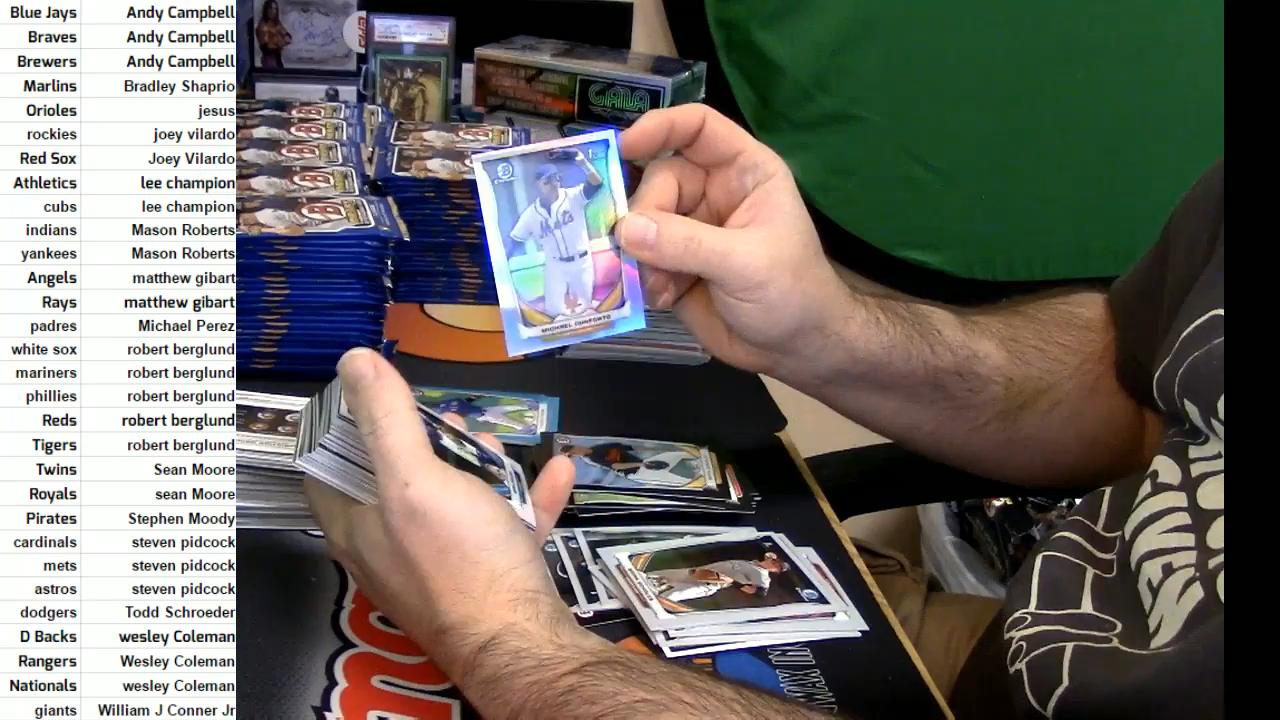 Blue Jays Andy Campbell
Braves Andy Campbell
Brewers Andy Campbell
Marlins Bradley Shaprio
Orioles jesus
rockies joey vilardo
Red Sox Joey Vilardo
Athletics lee champion
cubs lee champion
indians Mason Roberts
yankees Mason Roberts
Angels matthew gibart
Rays matthew gibart
padres Michael Perez
white sox robert berglund
mariners robert berglund
phillies robert berglund
Reds robert berglund
Tigers robert berglund
Twins Sean Moore
Royals sean Moore
Pirates Stephen Moody
cardinals steven pidcock
mets steven pidcock
astros steven pidcock
dodgers Todd Schroeder
D Backs wesley Coleman
Rangers Wesley Coleman
Nationals wesley Coleman
giants William J Conner Jr
GALA
Mets
MICHAEL CONFORTO
MAX IN